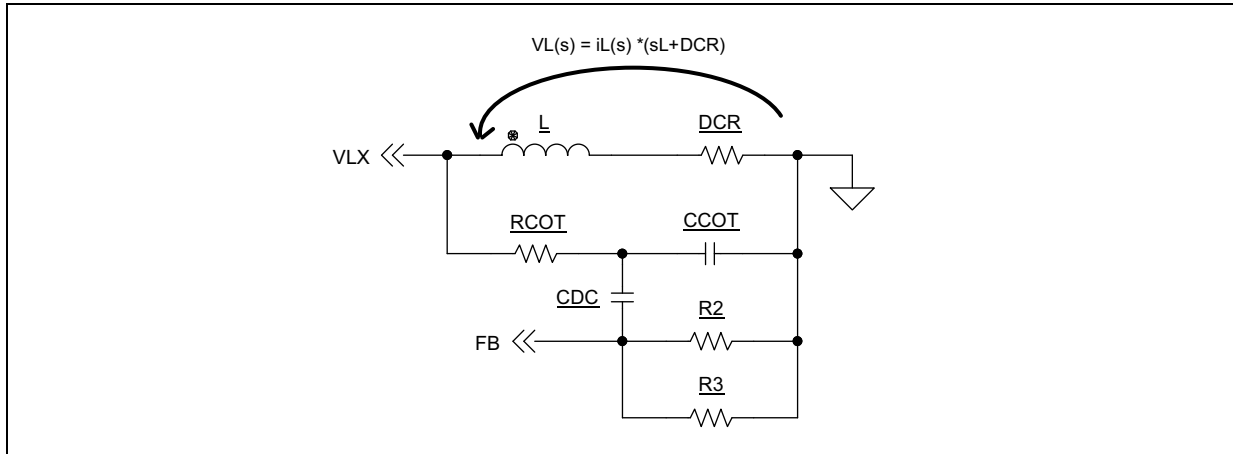 VL(s) = iL(s) *(sL+DCR)
L
DCR
VLX
RCOT
CCOT
CDC
R2
FB
R3